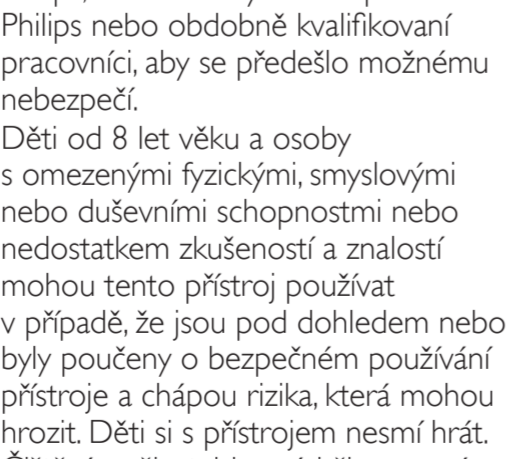 Philips nebo obdobně kvalifikovaní
pracovníci, aby se předešlo možnému
nebezpečí.
Děti od 8 let věku a osoby
s omezenými fyzickými, smyslovými
nebo duševními schopnostmi nebo
nedostatkem zkušeností a znalostí
mohou tento přístroj používat
v případě, že jsou pod dohledem nebo
byly poučeny o bezpečném používání
přístroje a chápou rizika, která mohou
hrozit. Děti si s přístrojem nesmí hrát.